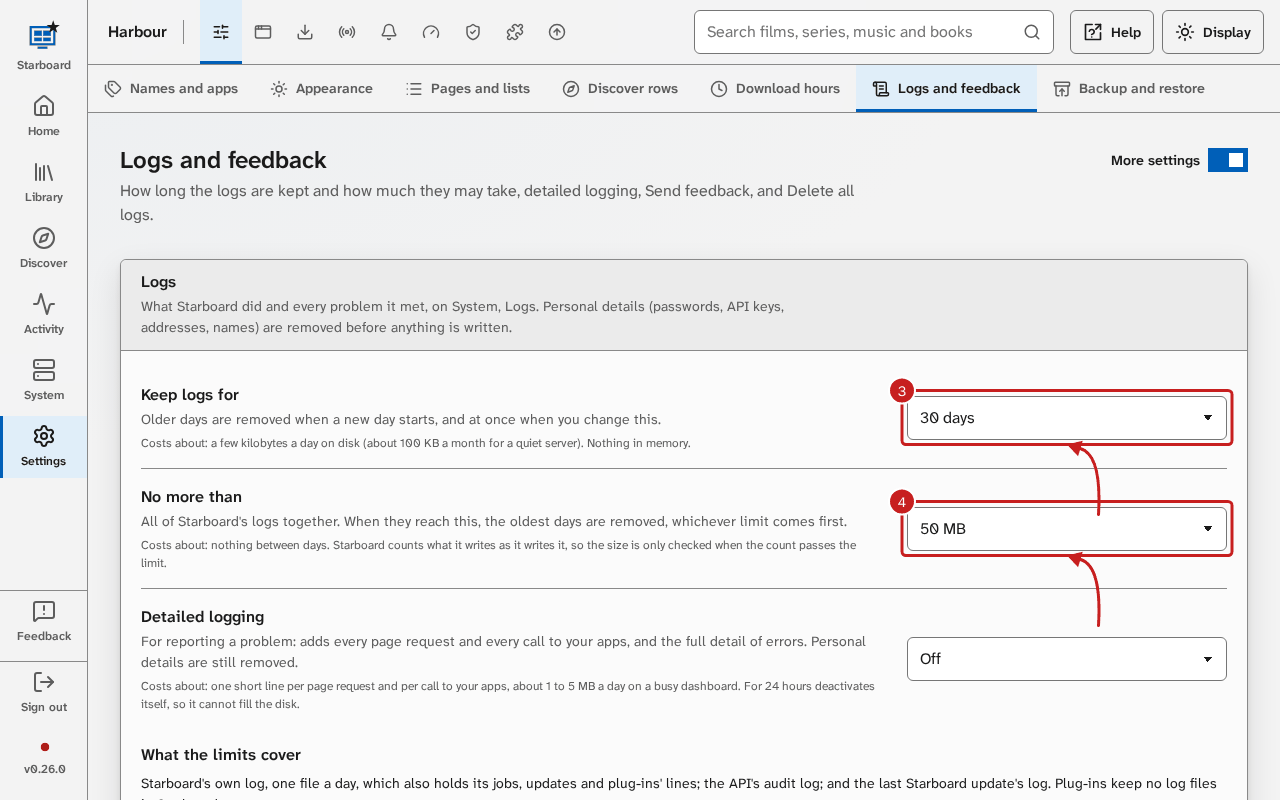 Starboard
Home
Library
Discover
Activity
System
Settings
Feedback
Sign out
v0.26.0
Harbour
Search films, series, music and books
Help
Display
Names and apps
Appearance
Pages and lists
Discover rows
Download hours
Logs and feedback
Backup and restore
Logs and feedback
More settings
How long the logs are kept and how much they may take, detailed logging, Send feedback, and Delete all
logs.
Logs
What Starboard did and every problem it met, on System, Logs. Personal details (passwords, API keys,
addresses, names) are removed before anything is written.
Keep logs for
Older days are removed when a new day starts, and at once when you change this.
Costs about: a few kilobytes a day on disk (about 100 KB a month for a quiet server). Nothing in memory.
3
30 days
No more than
All of Starboard's logs together. When they reach this, the oldest days are removed, whichever limit comes first.
Costs about: nothing between days. Starboard counts what it writes as it writes it, so the size is only checked when the count passes the
limit.
4
50 MB
Detailed logging
For reporting a problem: adds every page request and every call to your apps, and the full detail of errors. Personal
details are still removed.
Costs about: one short line per page request and per call to your apps, about 1 to 5 MB a day on a busy dashboard. For 24 hours deactivates
itself, so it cannot fill the disk.
Off
What the limits cover
Starboard's own log, one file a day, which also holds its jobs, updates and plug-ins' lines; the API's audit log; and the last Starboard update's log. Plug-ins keep no log files